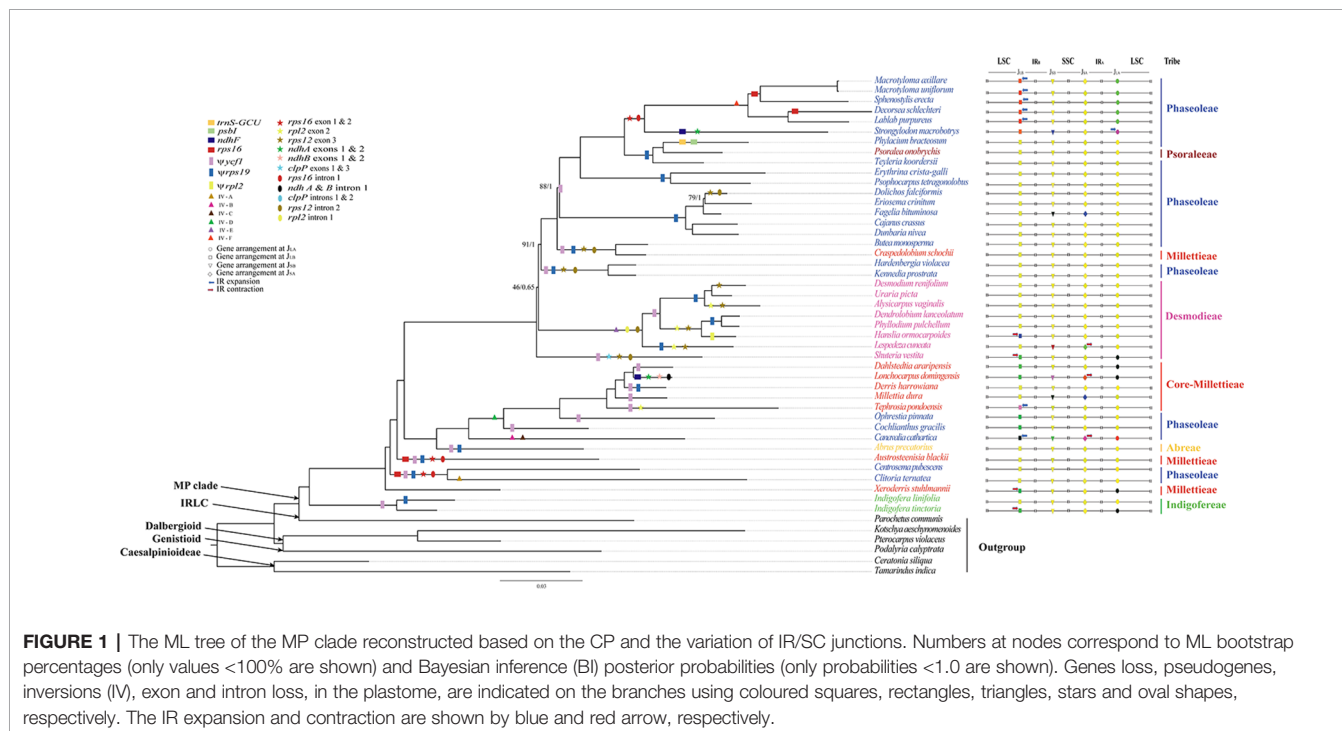 LSC IRB SSC IRA LSC Tribe
JLB JSB JSA JLA
trnS-GCU
psbI
ndhF
rps16
Ψycf1
Ψrps19
Ψrpl2
IV - A
IV - B
IV - C
IV - D
IV - E
IV - F
Gene arrangement at JLA
Gene arrangement at JLB
Gene arrangement at JSB
Gene arrangement at JSA
IR expansion
IR contraction
rps16 exon 1 & 2
rpl2 exon 2
rps12 exon 3
ndhA exons 1 & 2
ndhB exons 1 & 2
clpP exons 1 & 3
rps16 intron 1
ndh A & B intron 1
clpP introns 1 & 2
rps12 intron 2
rpl2 intron 1
88/1
79/1
91/1
46/0.65
Macrotyloma axillare
Macrotyloma uniflorum
Sphenostylis erecta
Decorsea schlechteri
Lablab purpureus
Strongylodon macrobotrys
Phylacium bracteosum
Psoralea onobrychis
Teyleria koordersii
Erythrina crista-galli
Psophocarpus tetragonolobus
Dolichos falciformis
Eriosema crinitum
Fagelia bituminosa
Cajanus crassus
Dunbaria nivea
Butea monosperma
Craspedolobium schochii
Hardenbergia violacea
Kennedia prostrata
Desmodium renifolium
Uraria picta
Alysicarpus vaginalis
Dendrolobium lanceolatum
Phyllodium pulchellum
Hanslia ormocarpoides
Lespedeza cuneata
Shuteria vestita
Dahlstedtia araripensis
Lonchocarpus domingensis
Derris harrowiana
Millettia dura
Tephrosia pondoensis
Ophrestia pinnata
Cochlianthus gracilis
Canavalia cathartica
Abrus precatorius
Austrosteenisia blackii
Centrosema pubescens
Clitoria ternatea
Xeroderris stuhlmannii
Indigofera linifolia
Indigofera tinctoria
Parochetus communis
Kotschya aeschynomenoides
Pterocarpus violaceus
Podalyria calyptrata
Ceratonia siliqua
Tamarindus indica
Phaseoleae
Psoraleeae
Phaseoleae
Millettieae
Phaseoleae
Desmodieae
Core-Millettieae
Phaseoleae
Abreae
Millettieae
Phaseoleae
Millettieae
Indigofereae
Outgroup
MP clade
IRLC
Dalbergioid
Genistioid
Caesalpinioideae
0.03
FIGURE 1 | The ML tree of the MP clade reconstructed based on the CP and the variation of IR/SC junctions. Numbers at nodes correspond to ML bootstrap
percentages (only values <100% are shown) and Bayesian inference (BI) posterior probabilities (only probabilities <1.0 are shown). Genes loss, pseudogenes,
inversions (IV), exon and intron loss, in the plastome, are indicated on the branches using coloured squares, rectangles, triangles, stars and oval shapes,
respectively. The IR expansion and contraction are shown by blue and red arrow, respectively.